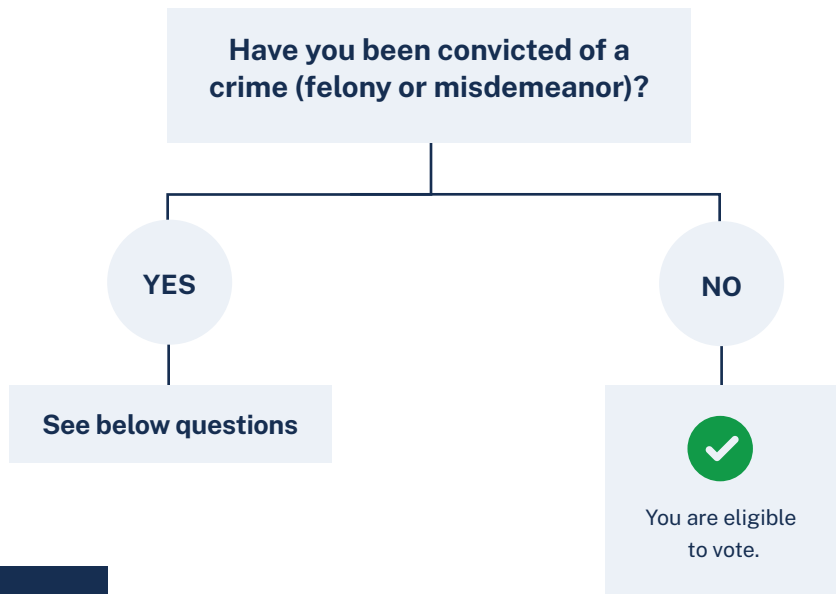 Have you been convicted of a
crime (felony or misdemeanor)?
YES
NO
See below questions
You are eligible
to vote.